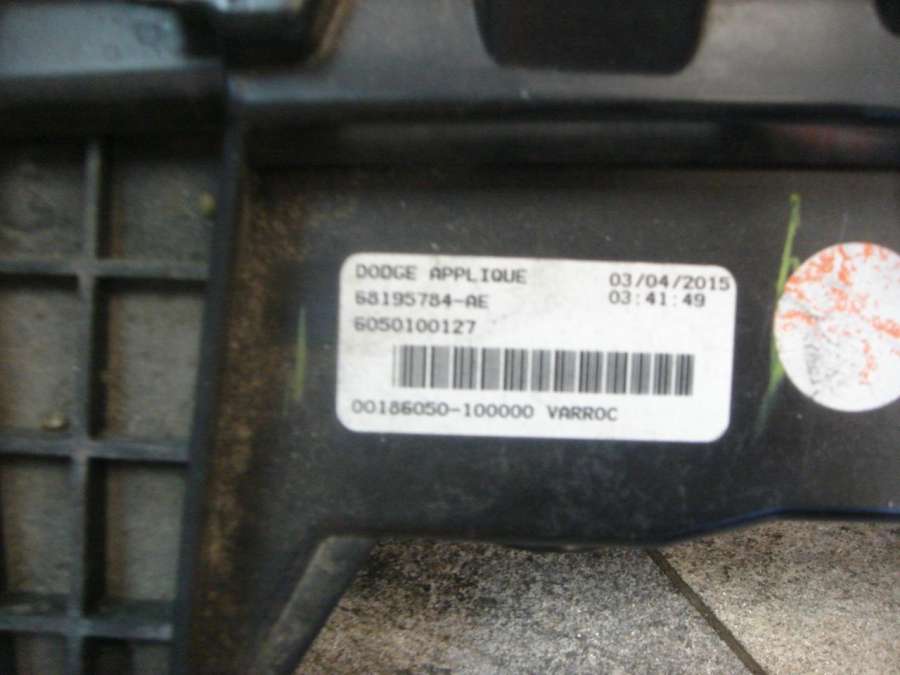 DODGE APPLIQUE 03/04/2015
68195784-AE 03:41:49
6050100127
00186050-100000 VARROC